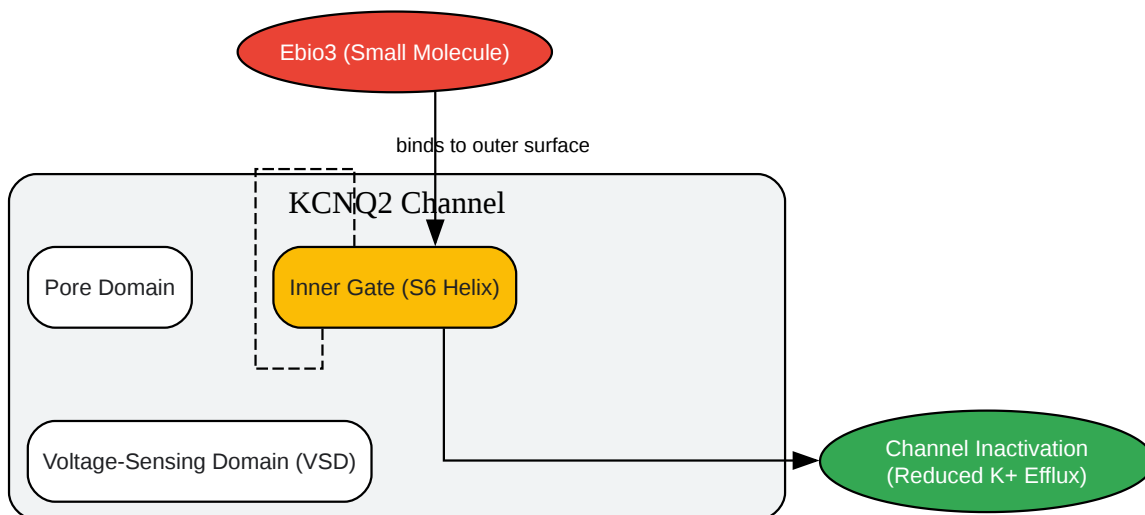 Ebio3 (Small Molecule)
binds to outer surface
KCNQ2 Channel
Pore Domain
Inner Gate (S6 Helix)
Voltage-Sensing Domain (VSD)
Channel Inactivation
(Reduced K+ Efflux)